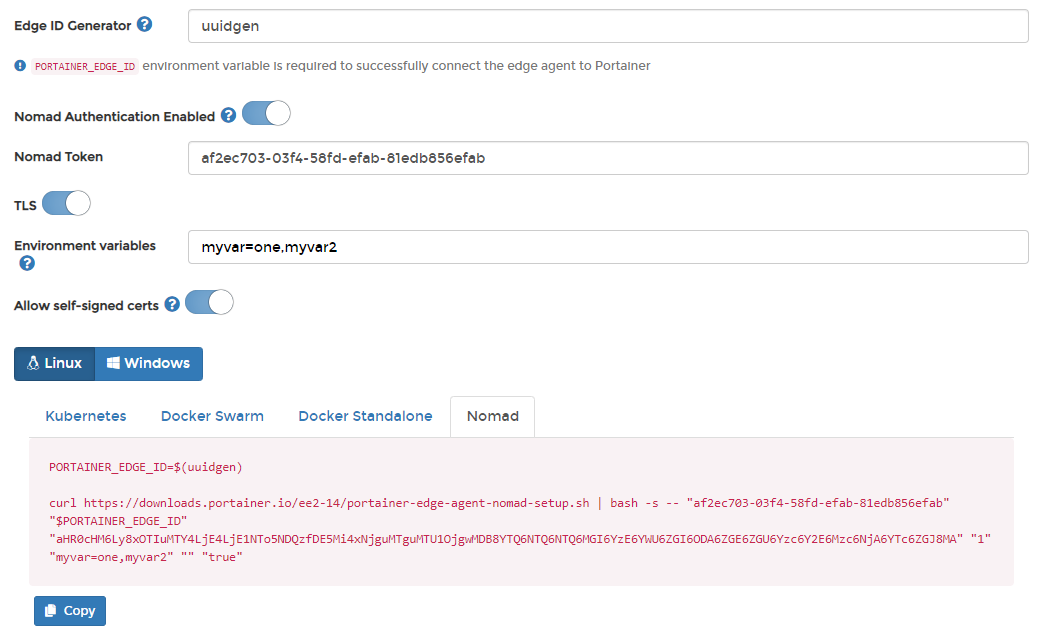 Edge ID Generator ?
uuidgen
! PORTAINER_EDGE_ID environment variable is required to successfully connect the edge agent to Portainer
Nomad Authentication Enabled ?
Nomad Token
af2ec703-03f4-58fd-efab-81edb856efab
TLS
Environment variables
?
myvar=one,myvar2
Allow self-signed certs ?
Linux Windows
Kubernetes Docker Swarm Docker Standalone Nomad
PORTAINER_EDGE_ID=$(uuidgen)
curl https://downloads.portainer.io/ee2-14/portainer-edge-agent-nomad-setup.sh | bash -s -- "af2ec703-03f4-58fd-efab-81edb856efab"
"$PORTAINER_EDGE_ID"
"aHR0cHM6Ly8xOTIuMTY4LjE4LjE1NTo5NDQzfDE5Mi4xNjguMTguMTU1OjgwMDB8YTQ6NTQ6NTQ6MGI6YzE6YWU6ZGI6ODA6ZGE6ZGU6Yzc6Y2E6Mzc6NjA6YTc6ZGJ8MA" "1"
"myvar=one,myvar2" "" "true"
Copy